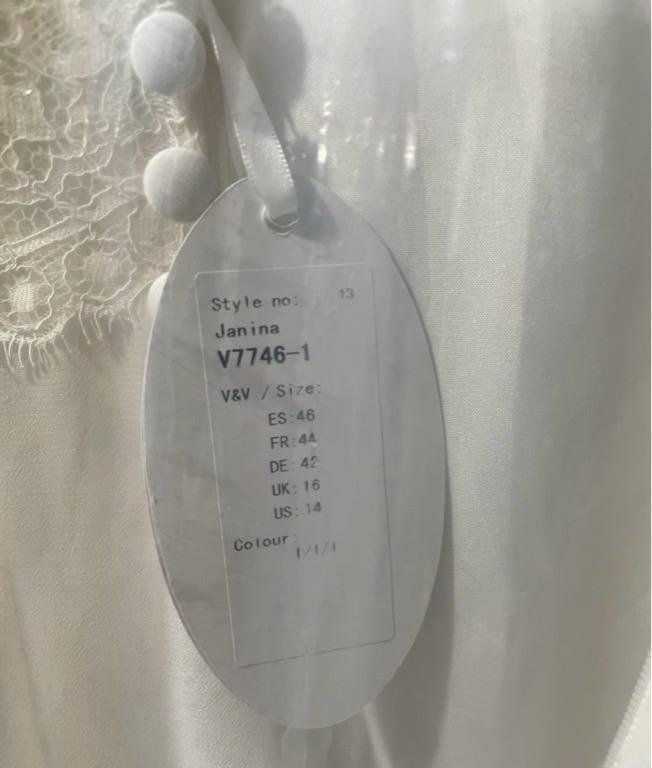 Style no: 13
Janina
V7746-1
V&V / Size:
ES:46
FR:44
DE:42
UK:16
US:14
Colour:
1/1/1